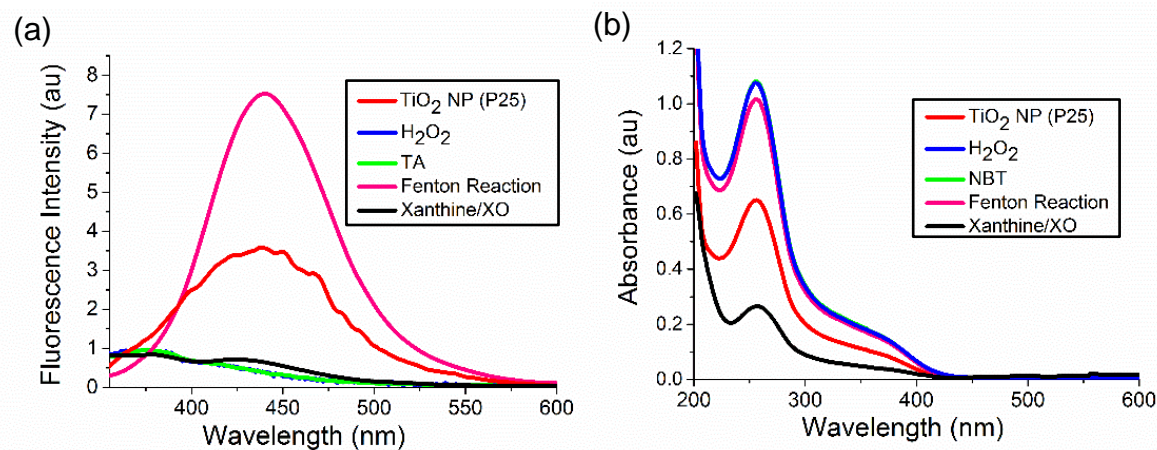 (a)
Fluorescence Intensity (au)
8
7
6
5
4
3
2
1
0
TiO2 NP (P25)
H2O2
TA
Fenton Reaction
Xanthine/XO
400 450 500 550 600
Wavelength (nm)
(b)
Absorbance (au)
1.2
1.0
0.8
0.6
0.4
0.2
0.0
TiO2 NP (P25)
H2O2
NBT
Fenton Reaction
Xanthine/XO
200 300 400 500 600
Wavelength (nm)